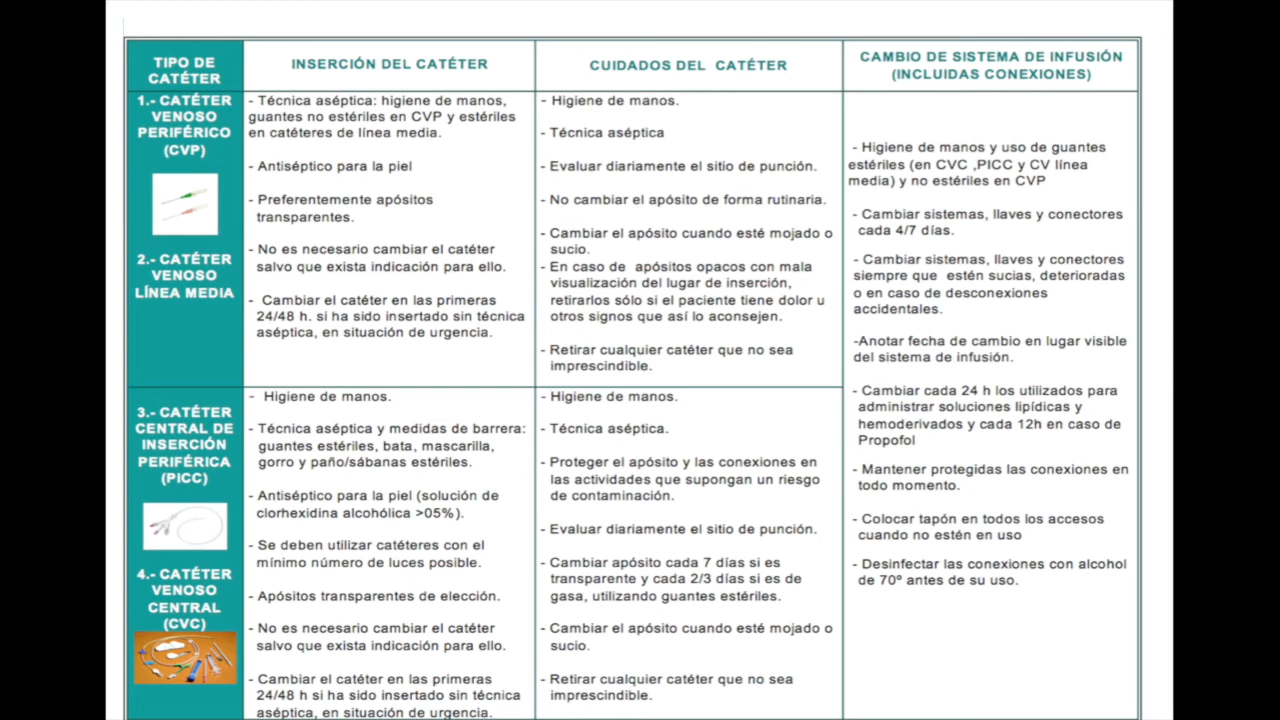 TIPO DE
CATÉTER
INSERCIÓN DEL CATÉTER
CUIDADOS DEL CATÉTER
CAMBIO DE SISTEMA DE INFUSIÓN
(INCLUIDAS CONEXIONES)
1.- CATÉTER
VENOSO
PERIFÉRICO
(CVP)
2.- CATÉTER
VENOSO
LÍNEA MEDIA
- Técnica aséptica: higiene de manos,
guantes no estériles en CVP y estériles
en catéteres de línea media.
- Antiséptico para la piel
- Preferentemente apósitos
transparentes.
- No es necesario cambiar el catéter
salvo que exista indicación para ello.
- Cambiar el catéter en las primeras
24/48 h. si ha sido insertado sin técnica
aséptica, en situación de urgencia.
- Higiene de manos.
- Técnica aséptica
- Evaluar diariamente el sitio de punción.
- No cambiar el apósito de forma rutinaria.
- Cambiar el apósito cuando esté mojado o
sucio.
- En caso de apósitos opacos con mala
visualización del lugar de inserción,
retirarlos sólo si el paciente tiene dolor u
otros signos que así lo aconsejen.
- Retirar cualquier catéter que no sea
imprescindible.
- Higiene de manos y uso de guantes
estériles (en CVC ,PICC y CV línea
media) y no estériles en CVP
- Cambiar sistemas, llaves y conectores
cada 4/7 días.
- Cambiar sistemas, llaves y conectores
siempre que estén sucias, deterioradas
o en caso de desconexiones
accidentales.
-Anotar fecha de cambio en lugar visible
del sistema de infusión.
- Cambiar cada 24 h los utilizados para
administrar soluciones lipídicas y
hemoderivados y cada 12h en caso de
Propofol
- Mantener protegidas las conexiones en
todo momento.
- Colocar tapón en todos los accesos
cuando no estén en uso
- Desinfectar las conexiones con alcohol
de 70º antes de su uso.
3.- CATÉTER
CENTRAL DE
INSERCIÓN
PERIFÉRICA
(PICC)
4.- CATÉTER
VENOSO
CENTRAL
(CVC)
- Higiene de manos.
- Técnica aséptica y medidas de barrera:
guantes estériles, bata, mascarilla,
gorro y paño/sábanas estériles.
- Antiséptico para la piel (solución de
clorhexidina alcohólica >05%).
- Se deben utilizar catéteres con el
mínimo número de luces posible.
- Apósitos transparentes de elección.
- No es necesario cambiar el catéter
salvo que exista indicación para ello.
- Cambiar el catéter en las primeras
24/48 h si ha sido insertado sin técnica
aséptica, en situación de urgencia.
- Higiene de manos.
- Técnica aséptica.
- Proteger el apósito y las conexiones en
las actividades que supongan un riesgo
de contaminación.
- Evaluar diariamente el sitio de punción.
- Cambiar apósito cada 7 días si es
transparente y cada 2/3 días si es de
gasa, utilizando guantes estériles.
- Cambiar el apósito cuando esté mojado o
sucio.
- Retirar cualquier catéter que no sea
imprescindible.